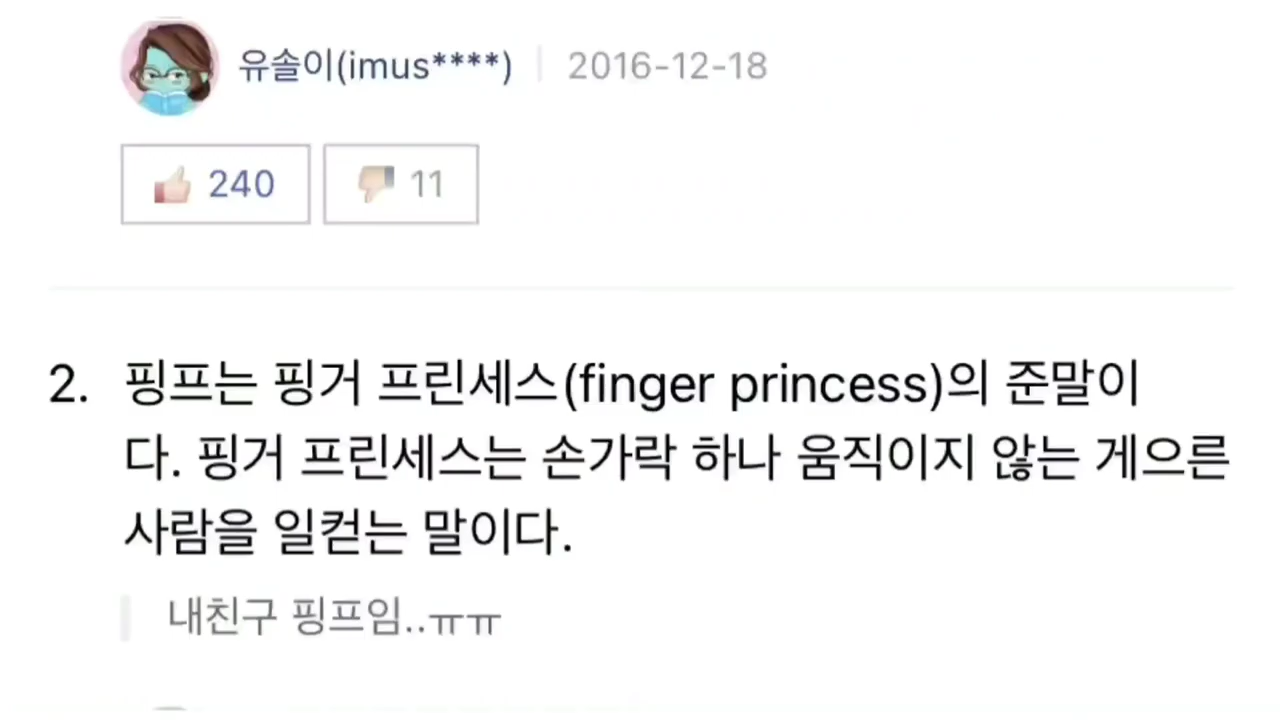 유솔이(imus****) 2016-12-18
240 11
2. 핑프는 핑거 프린세스(finger princess)의 준말이
다. 핑거 프린세스는 손가락 하나 움직이지 않는 게으른
사람을 일컫는 말이다.
내친구 핑프임..ㅠㅠ